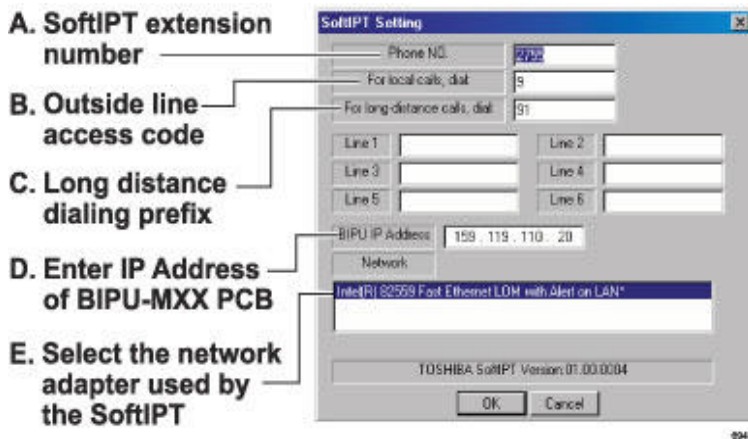 A. SoftIPT extension
number
B. Outside line
access code
C. Long distance
dialing prefix
D. Enter IP Address
of BIPU-MXX PCB
E. Select the network
adapter used by
the SoftIPT
SoftIPT Setting
Phone NO.
For local calls, dial: 9
For long-distance calls, dial: 91
Line 1 Line 2
Line 3 Line 4
Line 5 Line 6
BIPU IP Address 159 . 119 . 110 . 20
Network
Intel(R) 82559 Fast Ethernet LOM with Alert on LAN*
TOSHIBA SoftIPT Version: 01.00.0004
OK Cancel